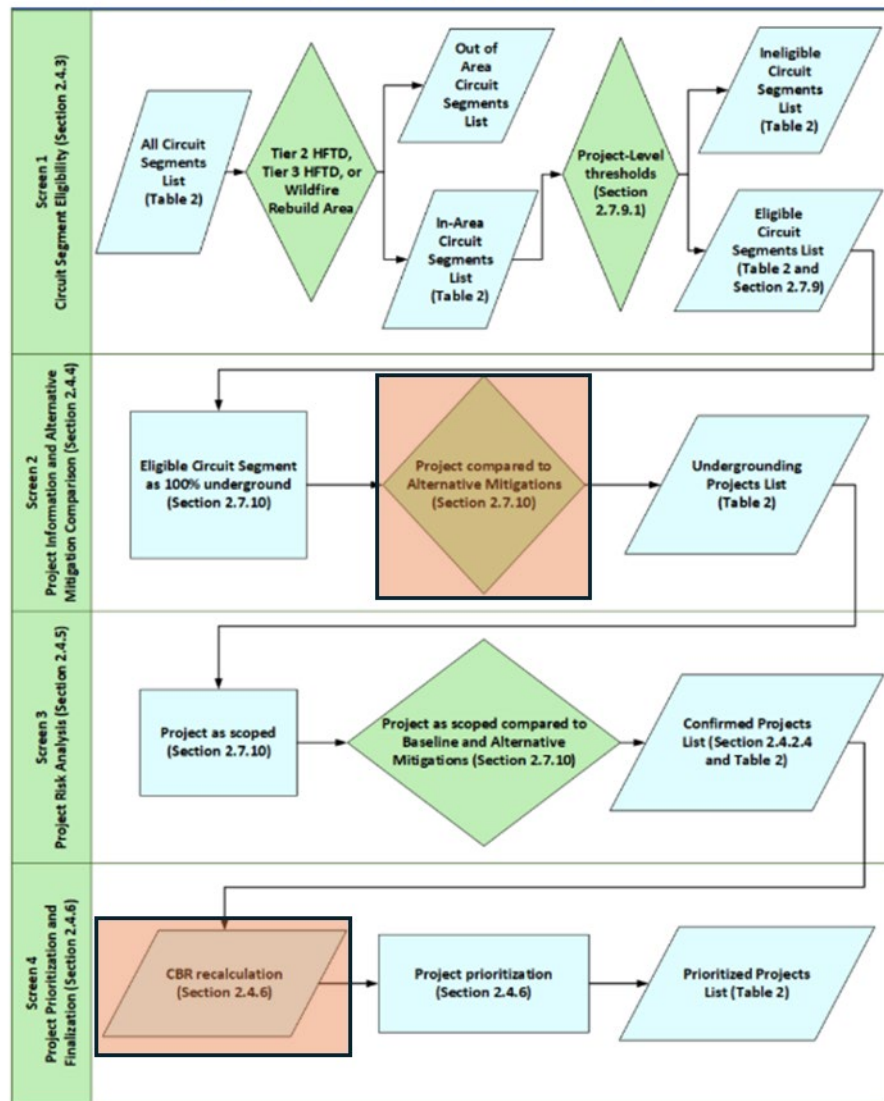 Screen 1
Circuit Segment Eligibility (Section 2.4.3)
All Circuit
Segments
List
(Table 2)
Tier 2 HFTD,
Tier 3 HFTD, or
Wildfire
Rebuild Area
Out of
Area
Circuit
Segments
List
In-Area
Circuit
Segments
List
(Table 2)
Project-Level
thresholds
(Section
2.7.9.1)
Ineligible
Circuit
Segments
List
(Table 2)
Eligible
Circuit
Segments List
(Table 2 and
Section 2.7.9)
Screen 2
Project Information and Alternative
Mitigation Comparison (Section 2.4.4)
Eligible Circuit Segment
as 100% underground
(Section 2.7.10)
Project compared to
Alternative Mitigations
(Section 2.7.10)
Undergrounding
Projects List
(Table 2)
Screen 3
Project Risk Analysis (Section 2.4.5)
Project as scoped
(Section 2.7.10)
Project as scoped compared to
Baseline and Alternative
Mitigations (Section 2.7.10)
Confirmed Projects
List (Section 2.4.2.4
and Table 2)
Screen 4
Project Prioritization and
Finalization (Section 2.4.6)
CBR recalculation
(Section 2.4.6)
Project prioritization
(Section 2.4.6)
Prioritized Projects
List (Table 2)